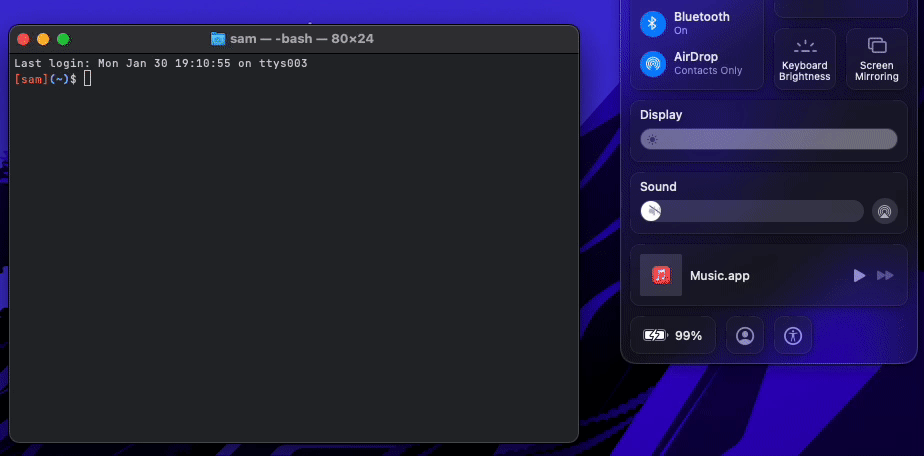 sam — -bash — 80×24
Last login: Mon Jan 30 19:10:55 on ttys003
[sam](~)$
Bluetooth
On
AirDrop
Contacts Only
Keyboard
Brightness
Screen
Mirroring
Display
Sound
Music.app
99%